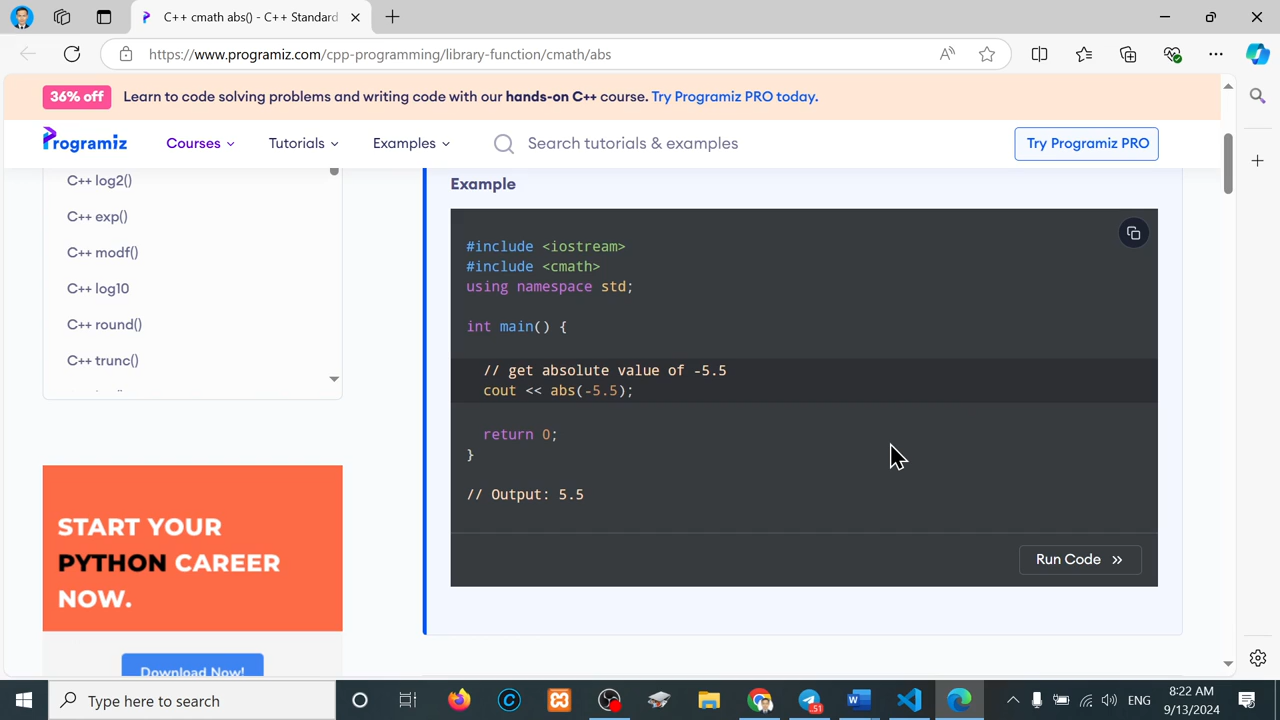 C++ cmath abs() - C++ Standard
https://www.programiz.com/cpp-programming/library-function/cmath/abs
36% off Learn to code solving problems and writing code with our hands-on C++ course. Try Programiz PRO today.
Programiz Courses Tutorials Examples Search tutorials & examples Try Programiz PRO
C++ log2()
C++ exp()
C++ modf()
C++ log10
C++ round()
C++ trunc()
START YOUR
PYTHON CAREER
NOW.
Download Now!
Example
#include <iostream>
#include <cmath>
using namespace std;
int main() {
// get absolute value of -5.5
cout << abs(-5.5);
return 0;
}
// Output: 5.5
Run Code »
Type here to search
51
ENG
8:22 AM
9/13/2024